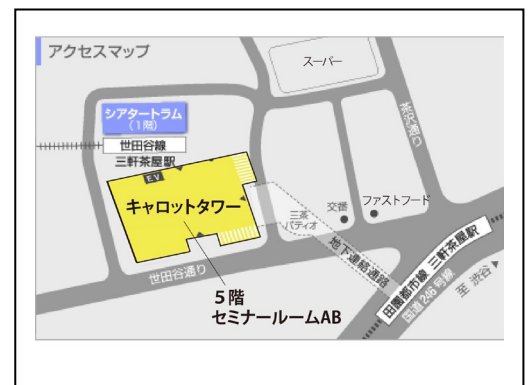 アクセスマップ
スーパー
茶沢通り
シアタートラム
(1階)
世田谷線
三軒茶屋駅
E.V.
キャロットタワー
三茶
パティオ
交番
ファストフード
地下連絡通路
世田谷通り
田園都市線 三軒茶屋駅
国道246号線
至 渋谷
5階
セミナールームAB